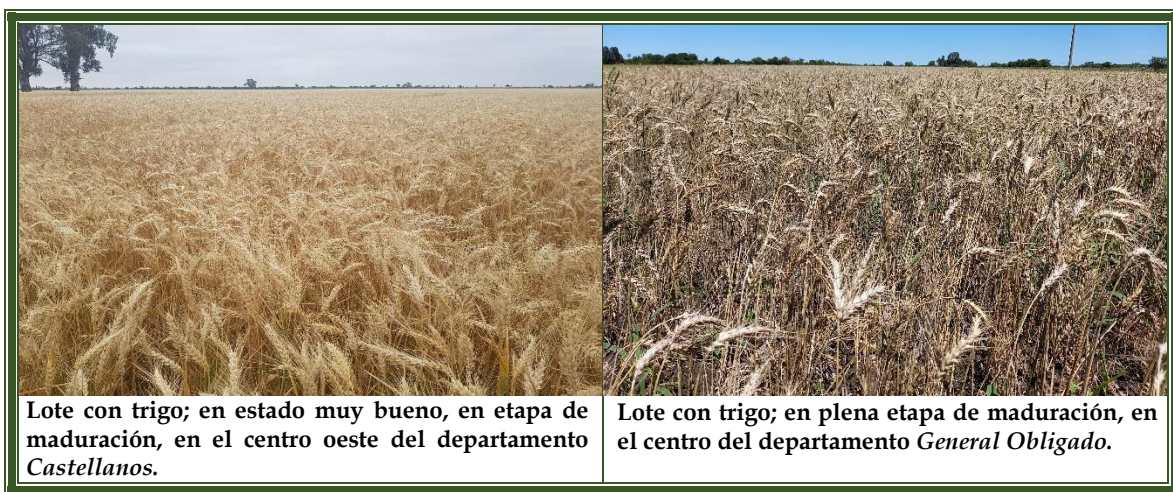 Lote con trigo; en estado muy bueno, en etapa de
maduración, en el centro oeste del departamento
Castellanos.
Lote con trigo; en plena etapa de maduración, en
el centro del departamento General Obligado.